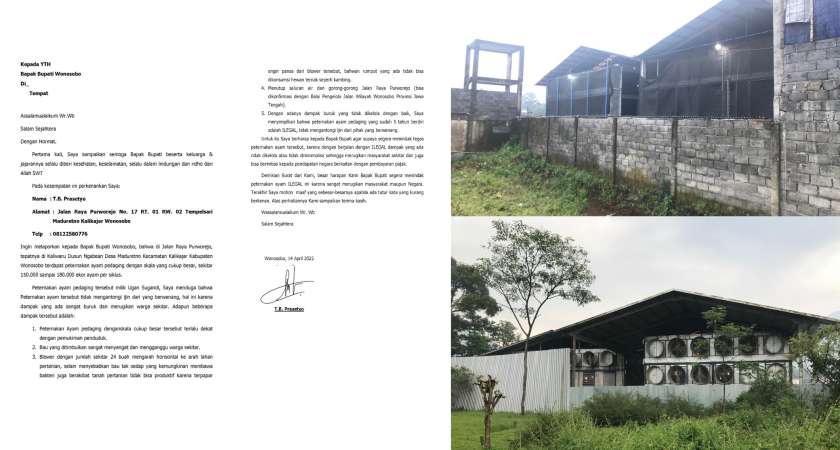 Kepada YTH
Bapak Bupati Wonosobo
Di_
Tempat
Assalamualeikum Wr.Wb
Salam Sejahtera
Dengan Hormat,
Pertama kali, Saya sampaikan semoga Bapak Bupati beserta keluarga &
jajarannya selalu diberi kesehatan, keselamatan, selalu dalam lindungan dan ridho dari
Allah SWT
Pada kesempatan ini perkenankan Saya:
Nama : T.B. Prasetyo
Alamat : Jalan Raya Purworejo No. 17 RT. 01 RW. 02 Tempelsari
Maduretno Kalikajar Wonosobo
Telp : 08122580776
Ingin melaporkan kepada Bapak Bupati Wonosobo, bahwa di Jalan Raya Purworejo,
tepatnya di Kaliwuru Dusun Ngabean Desa Maduretno Kecamatan Kalikajar Kabupaten
Wonosobo terdapat peternakan ayam pedaging dengan skala yang cukup besar, sekitar
150.000 sampai 180.000 ekor ayam per siklus.
Peternakan ayam pedaging tersebut milik Ugan Sugandi, Saya menduga bahwa
Peternakan ayam tersebut tidak mengantongi ijin dari yang berwenang, hal ini karena
dampak yang ada sangat buruk dan merugikan warga sekitar. Adapun beberapa
dampak tersebut adalah:
1. Peternakan Ayam pedaging denganskala cukup besar tersebut terlalu dekat
dengan pemukiman penduduk.
2. Bau yang ditimbulkan sangat menyengat dan mengganggu warga sekitar.
3. Blower dengan jumlah sekitar 24 buah mengarah horisontal ke arah lahan
pertanian, selain menyebabkan bau tak sedap yang kemungkinan membawa
bakteri juga berakibat tanah pertanian tidak bisa produktif karena terpapar
angin panas dari blower tersebut, bahwan rumput yang ada tidak bisa
dikonsumsi hewan ternak seperti kambing.
4. Menutup saluran air dan gorong-gorong Jalan Raya Purworejo (bisa
dikonfirmasi dengan Balai Pengelola Jalan Wilayah Wonosobo Provinsi Jawa
Tengah).
5. Dengan adanya dampak buruk yang tidak dikelola dengan baik, Saya
menyimpulkan bahwa peternakan ayam pedaging yang sudah 5 tahun berdiri
adalah ILEGAL, tidak mengantongi ijin dari pihak yang berwenang.
Untuk itu Saya berharap kepada Bapak Bupati agar supaya segera menindak tegas
peternakan ayam tersebut, karena dengan berjalan dengan ILEGAL dampak yang ada
tidak dikelola atau tidak diminimalisir sehingga merugikan masyarakat sekitar dan juga
bisa berimbas kepada pendapatan negara berkaitan dengan pembayaran pajak.
Demikian Surat dari Kami, besar harapan Kami Bapak Bupati segera menindak
peternakan ayam ILEGAL ini karena sangat merugikan masyarakat maupun Negara.
Terakhir Saya mohon maaf yang sebesar-besarnya apabila ada tutur kata yang kurang
berkenan. Atas perhatiannya Kami sampaikan terima kasih.
Wassalamualaikum Wr. Wb
Salam Sejahtera
Wonosobo, 14 April 2022
T.B. Prasetyo